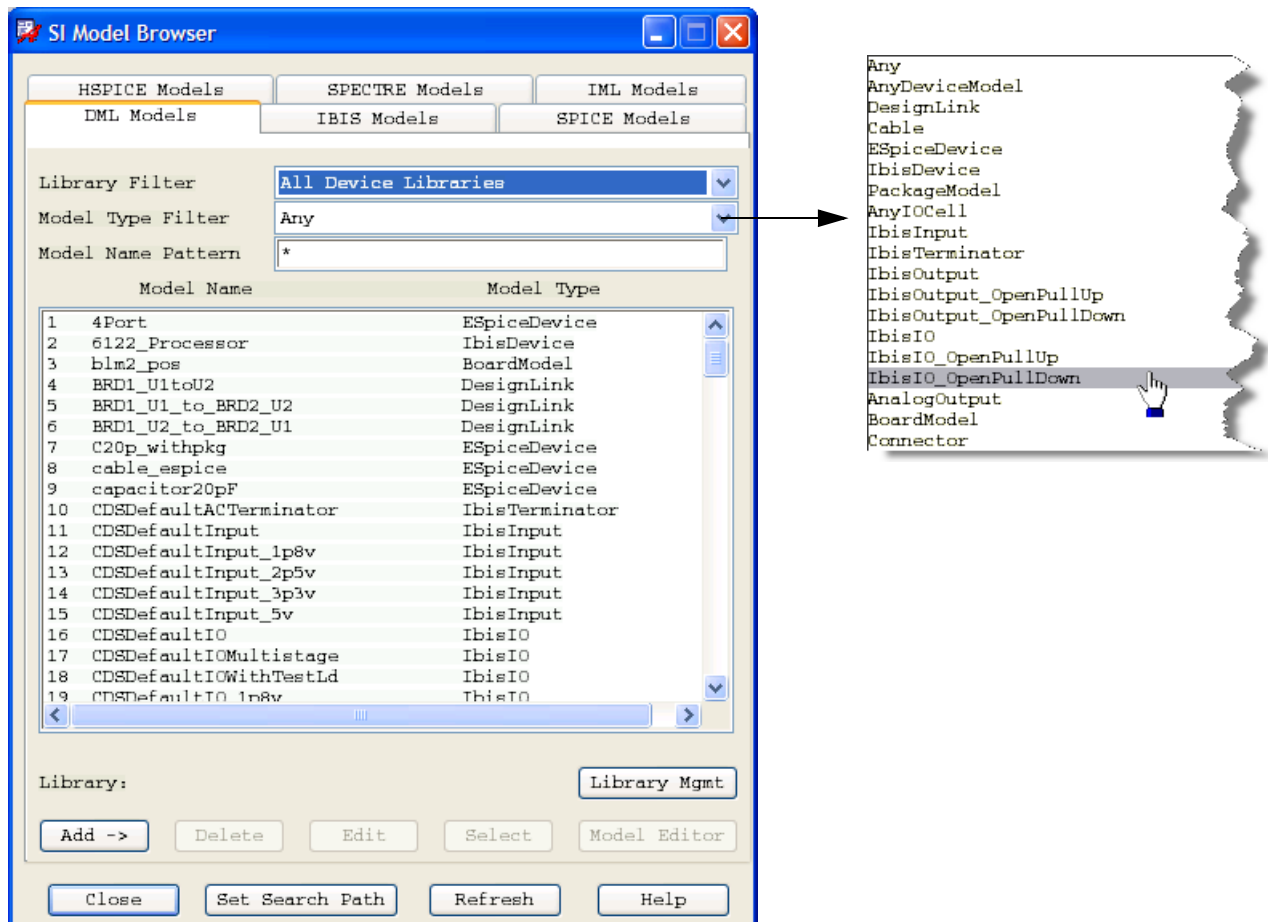 SI Model Browser
HSPICE Models SPECTRE Models IML Models
DML Models IBIS Models SPICE Models
Library Filter All Device Libraries
Model Type Filter Any
Model Name Pattern *
Model Name Model Type
1 4Port ESpiceDevice
2 6122_Processor IbisDevice
3 blm2_pos BoardModel
4 BRD1_U1toU2 DesignLink
5 BRD1_U1_to_BRD2_U2 DesignLink
6 BRD1_U2_to_BRD2_U1 DesignLink
7 C20p_withpkg ESpiceDevice
8 cable_espice ESpiceDevice
9 capacitor20pF ESpiceDevice
10 CDSDefaultACTerminator IbisTerminator
11 CDSDefaultInput IbisInput
12 CDSDefaultInput_1p8v IbisInput
13 CDSDefaultInput_2p5v IbisInput
14 CDSDefaultInput_3p3v IbisInput
15 CDSDefaultInput_5v IbisInput
16 CDSDefaultIO IbisIO
17 CDSDefaultIOMultistage IbisIO
18 CDSDefaultIOWithTestLd IbisIO
19 CDSDefaultIO_1p8v IbisIO
Library: Library Mgmt
Add -> Delete Edit Select Model Editor
Close Set Search Path Refresh Help
Any
AnyDeviceModel
DesignLink
Cable
ESpiceDevice
IbisDevice
PackageModel
AnyIOCell
IbisInput
IbisTerminator
IbisOutput
IbisOutput_OpenPullUp
IbisOutput_OpenPullDown
IbisIO
IbisIO_OpenPullUp
IbisIO_OpenPullDown
AnalogOutput
BoardModel
Connector